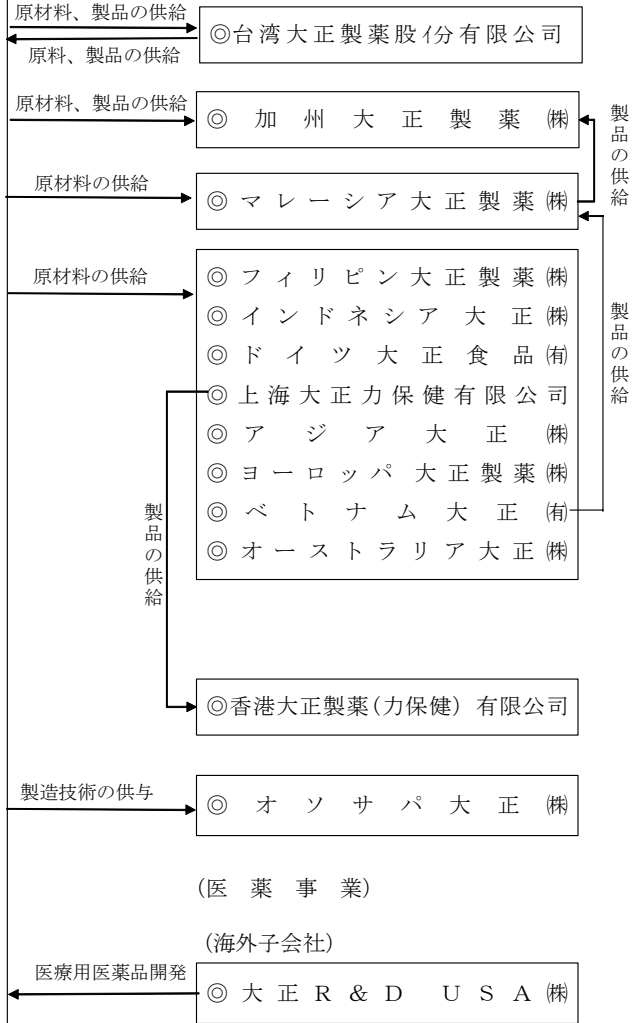 原材料、製品の供給
◎台湾大正製薬股份有限公司
原料、製品の供給
原材料、製品の供給
◎ 加州大正製薬㈱
製品の供給
原材料の供給
◎ マレーシア大正製薬㈱
原材料の供給
◎ フィリピン大正製薬㈱
◎ インドネシア大正㈱
◎ ドイツ大正食品㈲
◎ 上海大正力保健有限公司
◎ アジア大正㈱
◎ ヨーロッパ大正製薬㈱
◎ ベトナム大正㈲
◎ オーストラリア大正㈱
製品の供給
製品の供給
◎香港大正製薬(力保健) 有限公司
製造技術の供与
◎ オソサパ大正㈱
(医薬事業)
(海外子会社)
医療用医薬品開発
◎ 大正R&D USA㈱